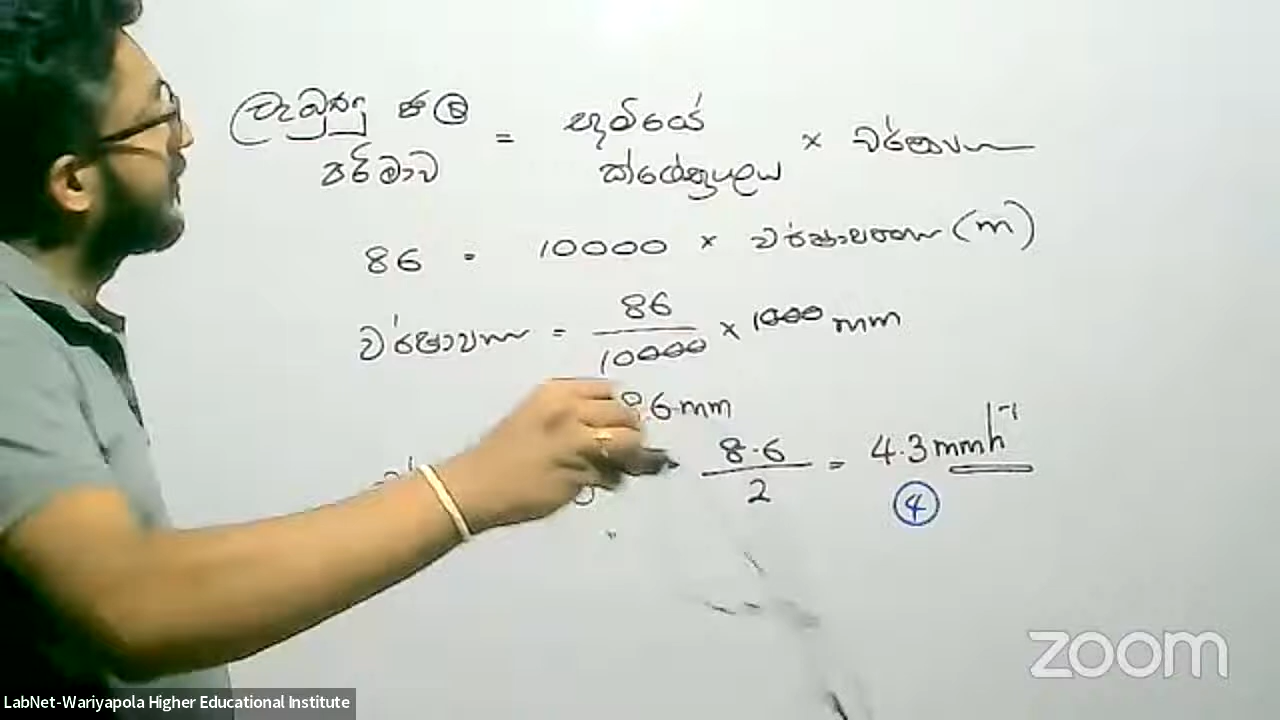 ලැබුණු ජල = භූමියේ × වර්ෂාපතනය
පරිමාව ක්ෂේත්‍රඵලය
86 = 10000 × වර්ෂාපතනය (m)
වර්ෂාපතනය = 86/10000 × 1000 mm
8.6 mm
= 8.6/2 = 4.3 mmh⁻¹
④
zoom
LabNet-Wariyapola Higher Educational Institute